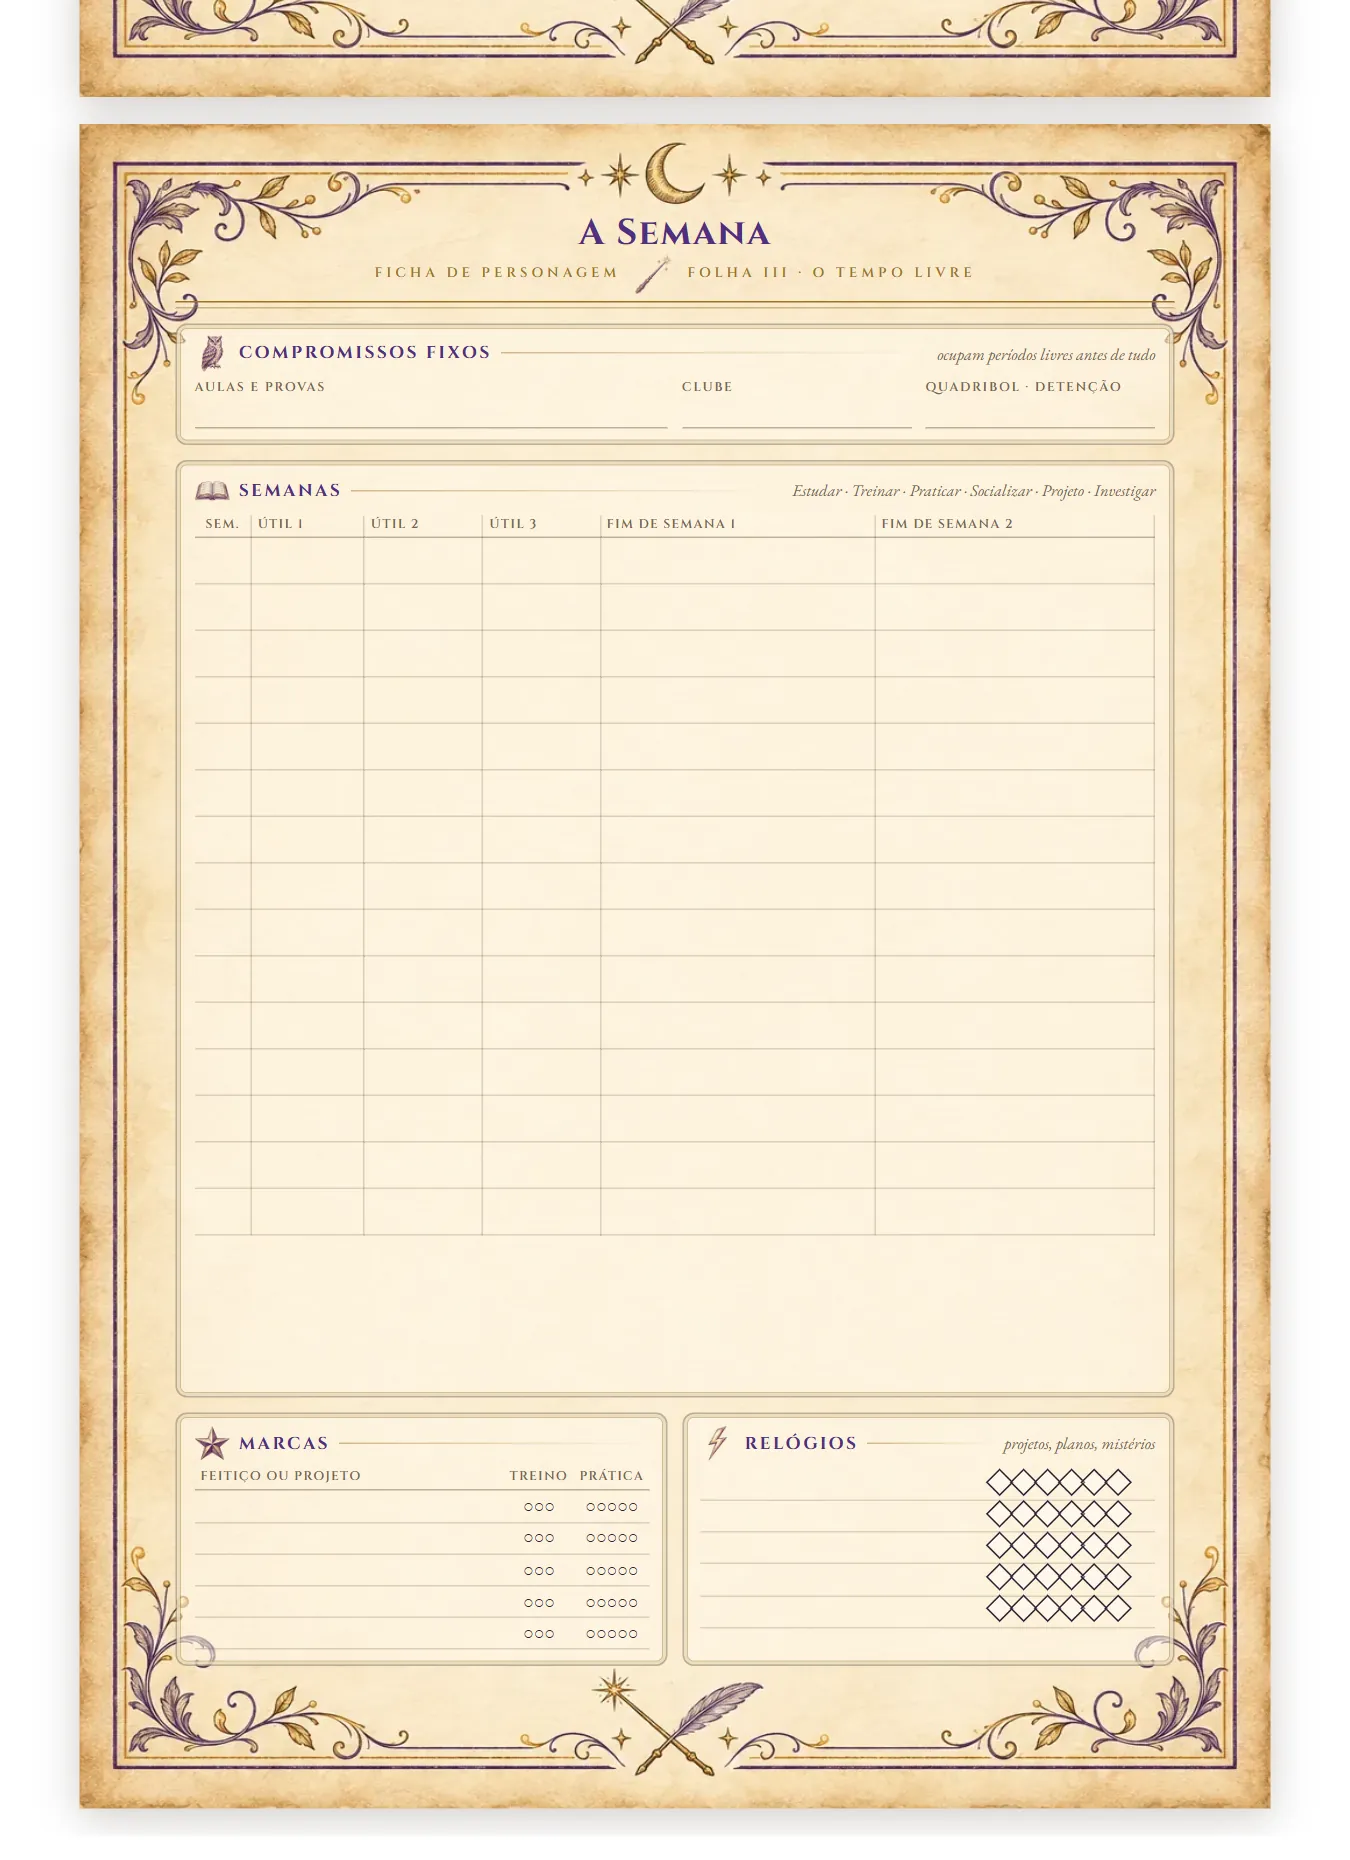 A Semana
FICHA DE PERSONAGEM FOLHA III · O TEMPO LIVRE
COMPROMISSOS FIXOS ocupam períodos livres antes de tudo
AULAS E PROVAS CLUBE QUADRIBOL · DETENÇÃO
SEMANAS Estudar · Treinar · Praticar · Socializar · Projeto · Investigar
SEM. ÚTIL 1 ÚTIL 2 ÚTIL 3 FIM DE SEMANA 1 FIM DE SEMANA 2
MARCAS
FEITIÇO OU PROJETO TREINO PRÁTICA
RELÓGIOS projetos, planos, mistérios